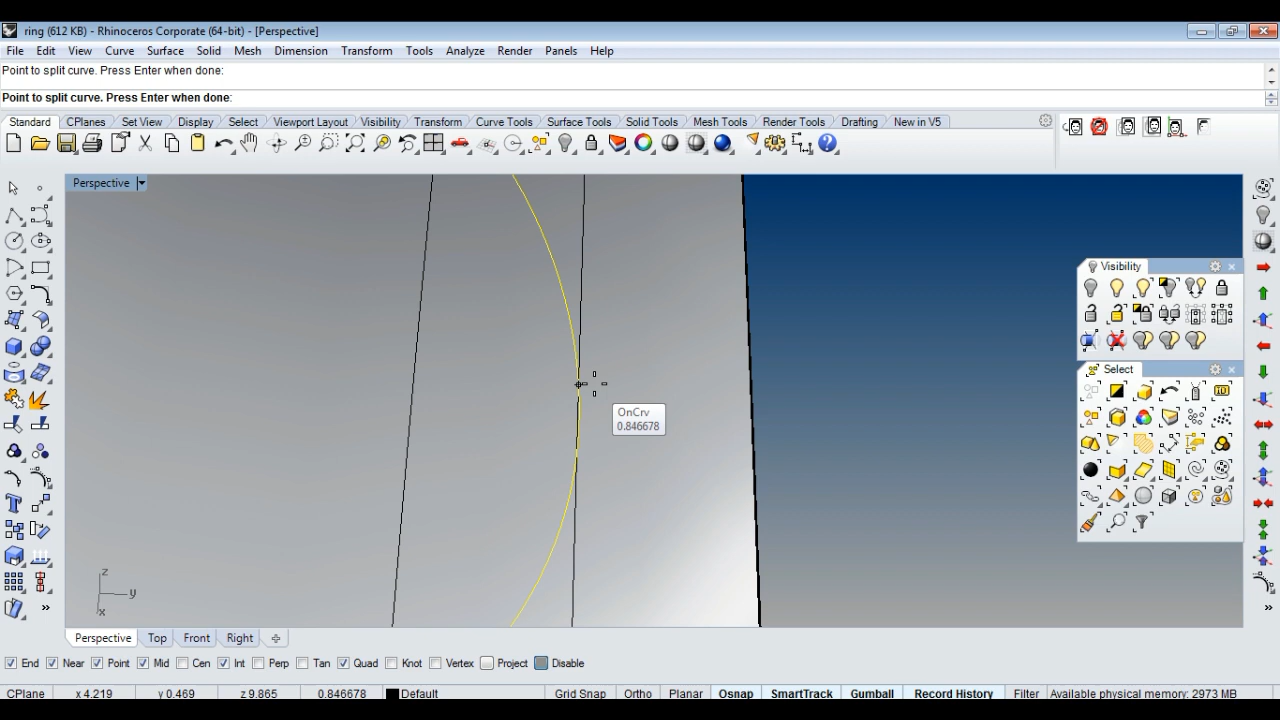 ring (612 KB) - Rhinoceros Corporate (64-bit) - [Perspective]
File Edit View Curve Surface Solid Mesh Dimension Transform Tools Analyze Render Panels Help
Point to split curve. Press Enter when done:
Point to split curve. Press Enter when done:
Standard CPlanes Set View Display Select Viewport Layout Visibility Transform Curve Tools Surface Tools Solid Tools Mesh Tools Render Tools Drafting New in V5
Perspective
Visibility
Select
ID
OnCrv
0.846678
z
y
x
Perspective Top Front Right
End Near Point Mid Cen Int Perp Tan Quad Knot Vertex Project Disable
CPlane x 4.219 y 0.469 z 9.865 0.846678 Default Grid Snap Ortho Planar Osnap SmartTrack Gumball Record History Filter Available physical memory: 2973 MB